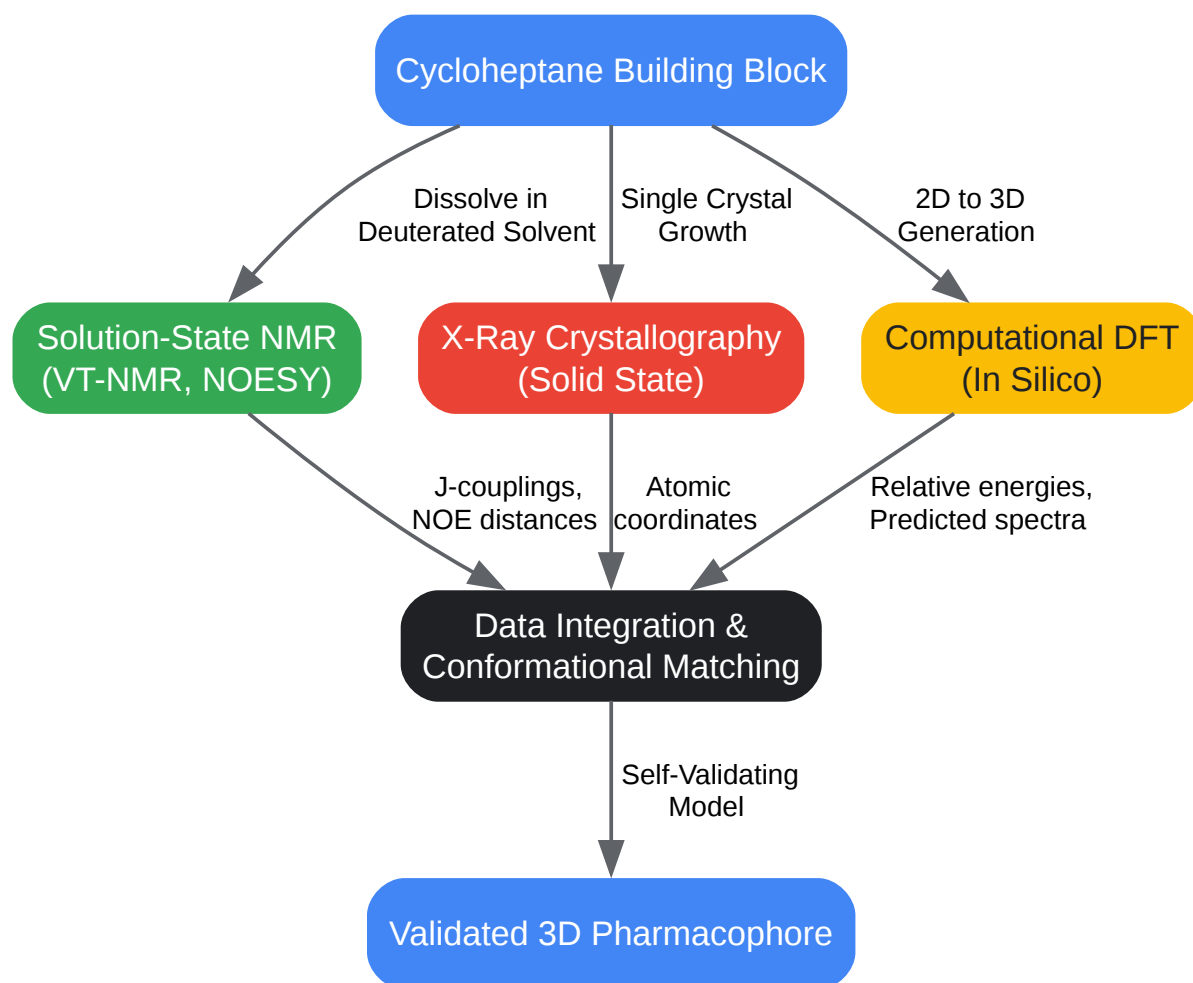 Cycloheptane Building Block
Dissolve in
Deuterated Solvent
Single Crystal
Growth
2D to 3D
Generation
Solution-State NMR
(VT-NMR, NOESY)
X-Ray Crystallography
(Solid State)
Computational DFT
(In Silico)
J-couplings,
NOE distances
Atomic
coordinates
Relative energies,
Predicted spectra
Data Integration &
Conformational Matching
Self-Validating
Model
Validated 3D Pharmacophore